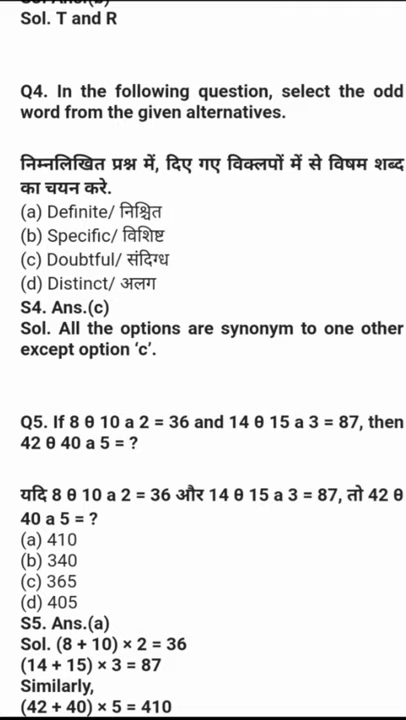 Sol. T and R
Q4. In the following question, select the odd
word from the given alternatives.
निम्नलिखित प्रश्न में, दिए गए विकल्पों में से विषम शब्द
का चयन करे.
(a) Definite/ निश्चित
(b) Specific/ विशिष्ट
(c) Doubtful/ संदिग्ध
(d) Distinct/ अलग
S4. Ans.(c)
Sol. All the options are synonym to one other
except option ‘c’.
Q5. If 8 θ 10 a 2 = 36 and 14 θ 15 a 3 = 87, then
42 θ 40 a 5 = ?
यदि 8 θ 10 a 2 = 36 और 14 θ 15 a 3 = 87, तो 42 θ
40 a 5 = ?
(a) 410
(b) 340
(c) 365
(d) 405
S5. Ans.(a)
Sol. (8 + 10) × 2 = 36
(14 + 15) × 3 = 87
Similarly,
(42 + 40) × 5 = 410